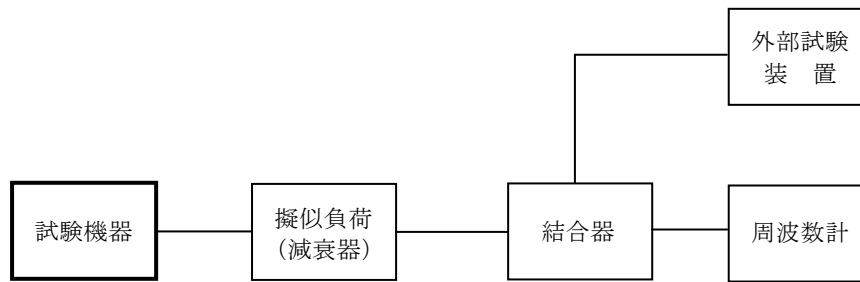 外部試験
装　置
試験機器
擬似負荷
（減衰器）
結合器
周波数計